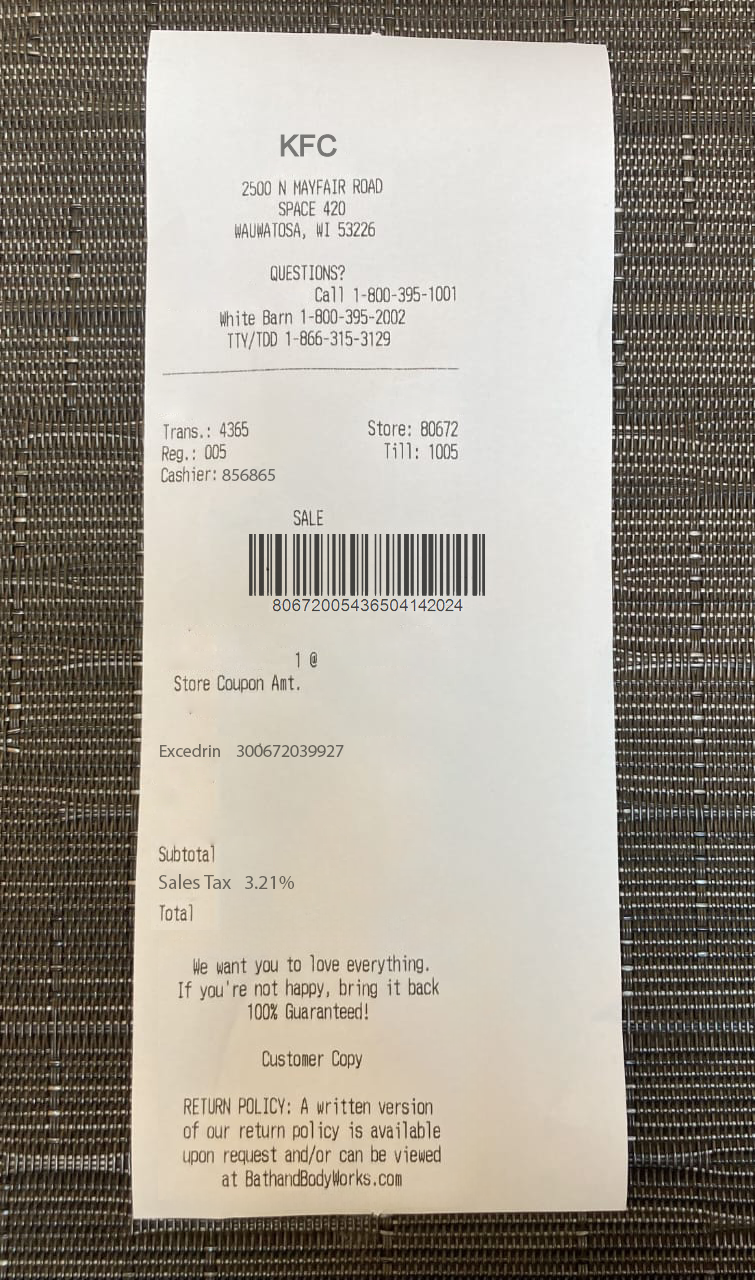 KFC
2500 N MAYFAIR ROAD
SPACE 420
WAUWATOSA, WI 53226
QUESTIONS?
Call 1-800-395-1001
White Barn 1-800-395-2002
TTY/TDD 1-866-315-3129
Trans.: 4365 Store: 80672
Reg.: 005 Till: 1005
Cashier: 856865
SALE
80672005436504142024
1 @
Store Coupon Amt.
Excedrin 300672039927
Subtotal
Sales Tax 3.21%
Total
We want you to love everything.
If you're not happy, bring it back
100% Guaranteed!
Customer Copy
RETURN POLICY: A written version
of our return policy is available
upon request and/or can be viewed
at BathandBodyWorks.com